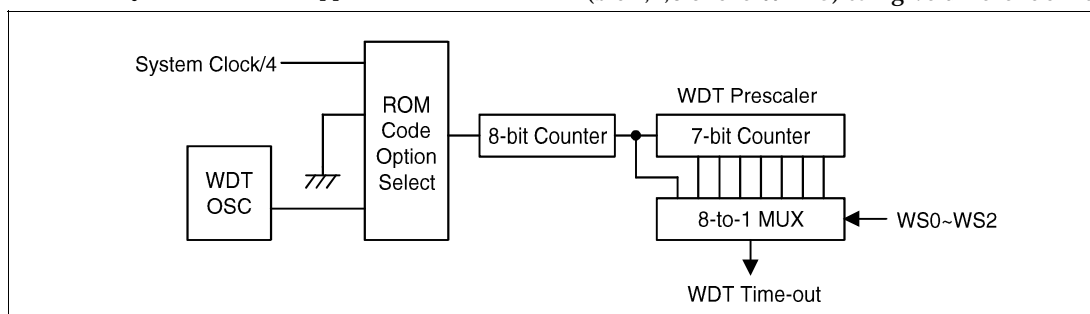 System Clock/4
ROM
Code
Option
Select
WDT
OSC
8-bit Counter
WDT Prescaler
7-bit Counter
8-to-1 MUX
WS0~WS2
WDT Time-out